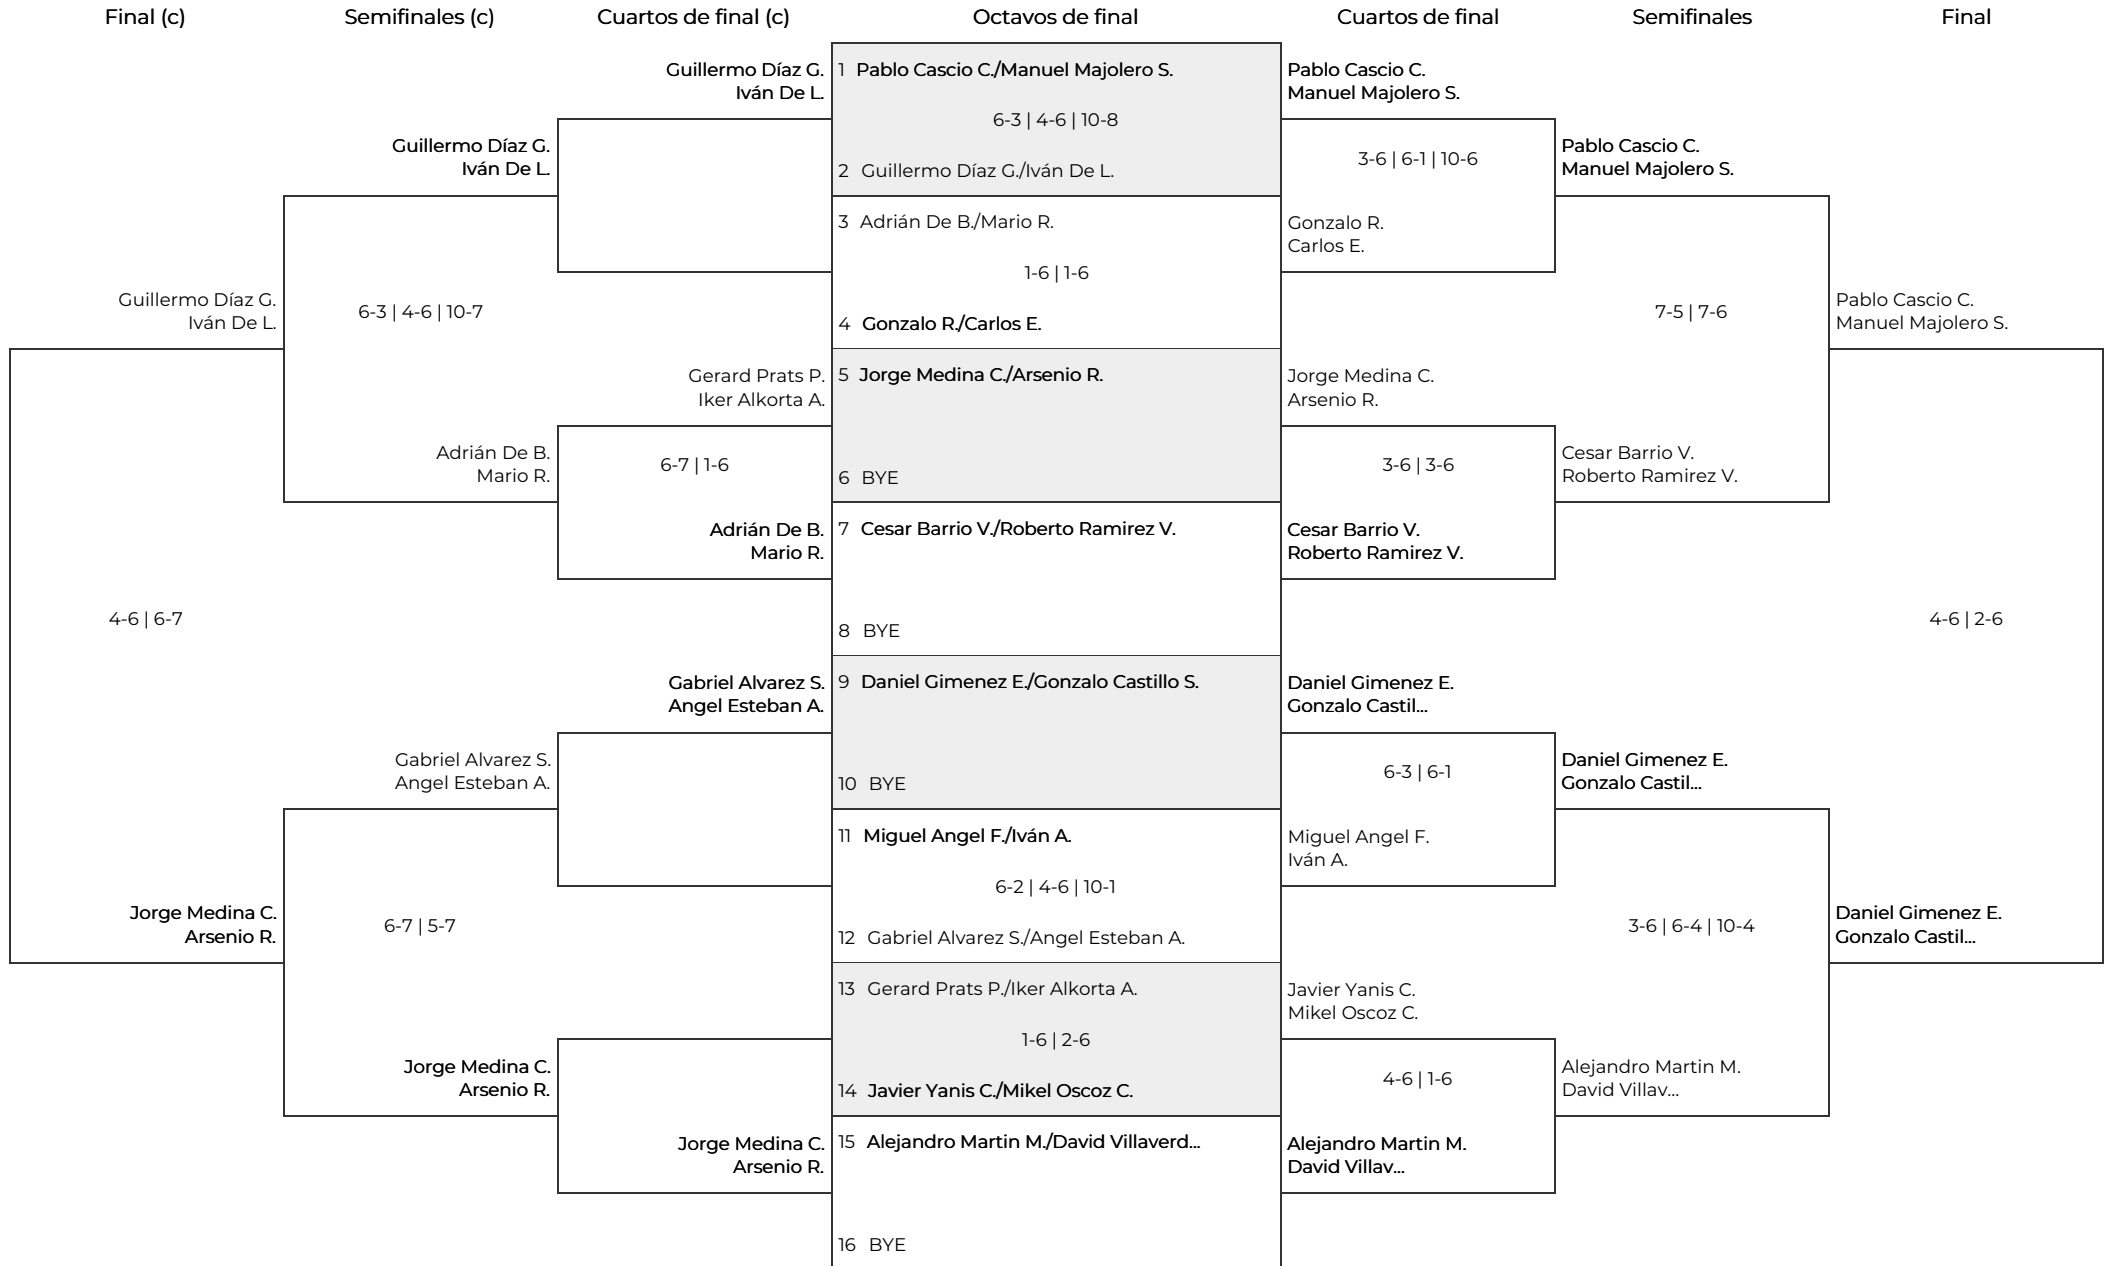 Final (c)
Semifinales (c)
Cuartos de final (c)
Octavos de final
Cuartos de final
Semifinales
Final
Guillermo Díaz G.
Iván De L.
Guillermo Díaz G.
Iván De L.
Gerard Prats P.
Iker Alkorta A.
Adrián De B.
Mario R.
6-7 | 1-6
Adrián De B.
Mario R.
6-3 | 4-6 | 10-7
Guillermo Díaz G.
Iván De L.
4-6 | 6-7
Gabriel Alvarez S.
Angel Esteban A.
Gabriel Alvarez S.
Angel Esteban A.
6-7 | 5-7
Jorge Medina C.
Arsenio R.
Jorge Medina C.
Arsenio R.
Jorge Medina C.
Arsenio R.
1 Pablo Cascio C./Manuel Majolero S.
6-3 | 4-6 | 10-8
2 Guillermo Díaz G./Iván De L.
3 Adrián De B./Mario R.
1-6 | 1-6
4 Gonzalo R./Carlos E.
5 Jorge Medina C./Arsenio R.
6 BYE
7 Cesar Barrio V./Roberto Ramirez V.
8 BYE
9 Daniel Gimenez E./Gonzalo Castillo S.
10 BYE
11 Miguel Angel F./Iván A.
6-2 | 4-6 | 10-1
12 Gabriel Alvarez S./Angel Esteban A.
13 Gerard Prats P./Iker Alkorta A.
1-6 | 2-6
14 Javier Yanis C./Mikel Oscoz C.
15 Alejandro Martin M./David Villaverd...
16 BYE
Pablo Cascio C.
Manuel Majolero S.
3-6 | 6-1 | 10-6
Gonzalo R.
Carlos E.
Jorge Medina C.
Arsenio R.
3-6 | 3-6
Cesar Barrio V.
Roberto Ramirez V.
Daniel Gimenez E.
Gonzalo Castil...
6-3 | 6-1
Miguel Angel F.
Iván A.
Javier Yanis C.
Mikel Oscoz C.
4-6 | 1-6
Alejandro Martin M.
David Villav...
Pablo Cascio C.
Manuel Majolero S.
7-5 | 7-6
Cesar Barrio V.
Roberto Ramirez V.
Daniel Gimenez E.
Gonzalo Castil...
3-6 | 6-4 | 10-4
Alejandro Martin M.
David Villav...
Pablo Cascio C.
Manuel Majolero S.
4-6 | 2-6
Daniel Gimenez E.
Gonzalo Castil...